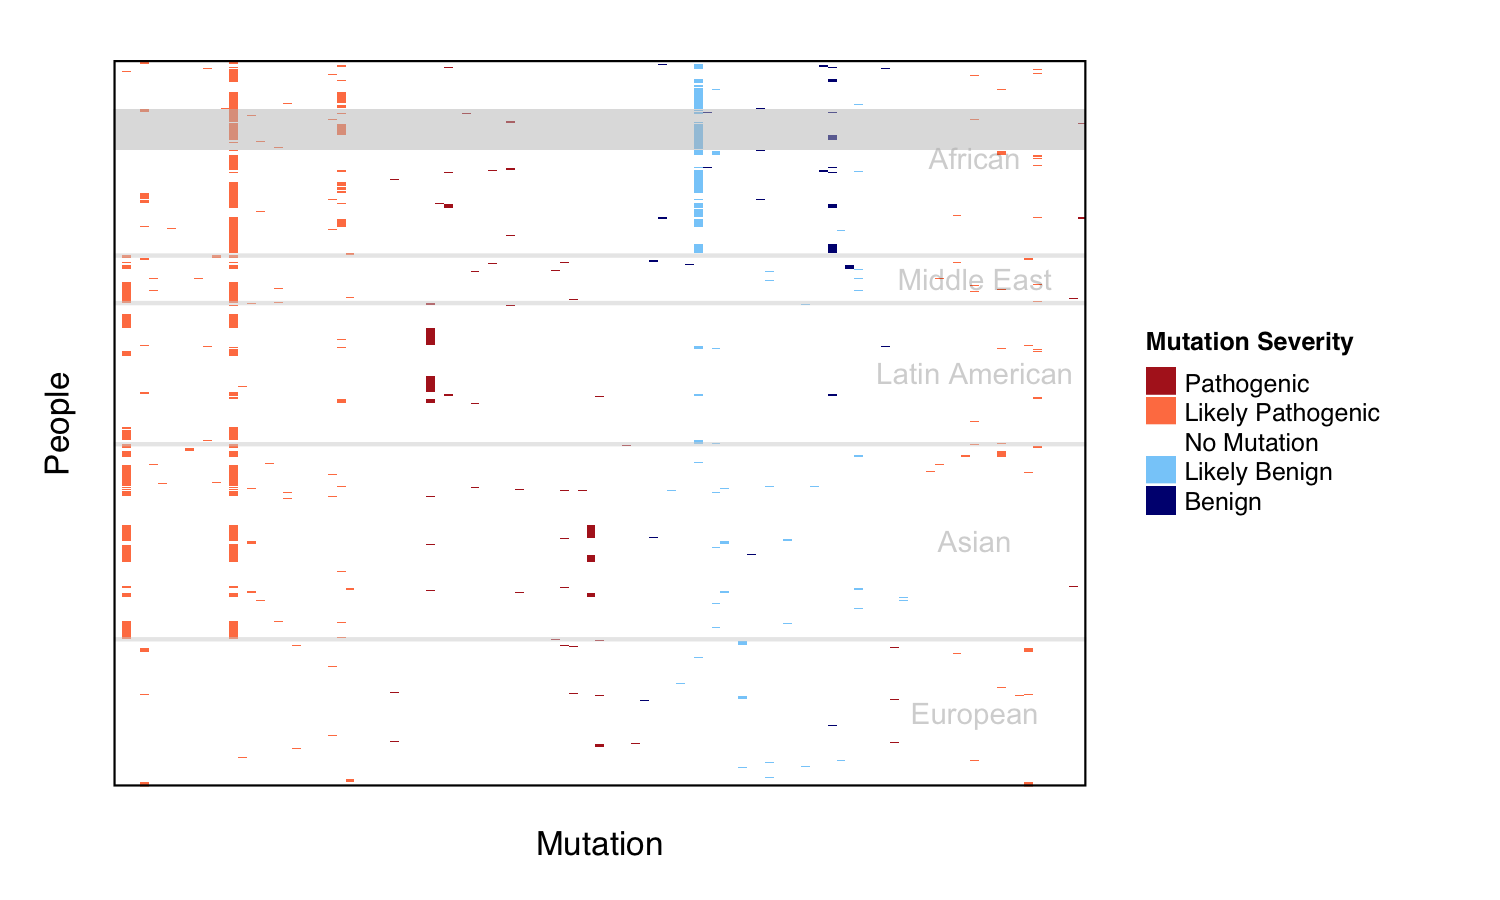 African
Middle East
Latin American
Asian
European
People
Mutation
Mutation Severity
Pathogenic
Likely Pathogenic
No Mutation
Likely Benign
Benign